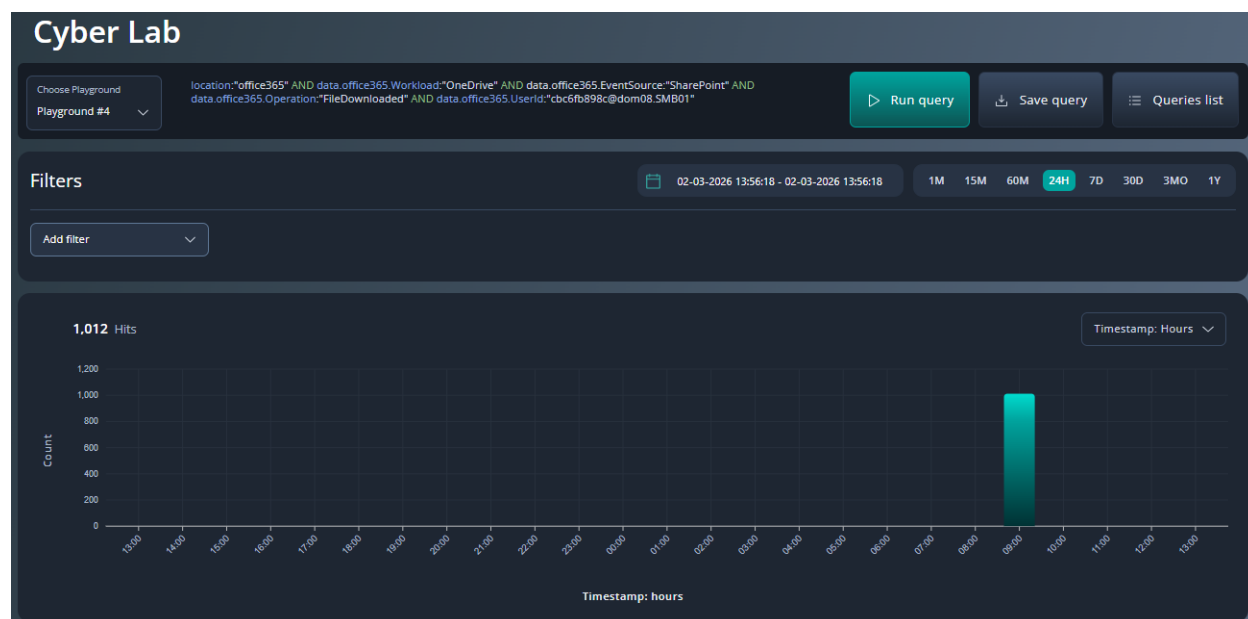 Cyber Lab
Choose Playground
Playground #4
location:"office365" AND data.office365.Workload:"OneDrive" AND data.office365.EventSource:"SharePoint" AND
data.office365.Operation:"FileDownloaded" AND data.office365.UserId:"cbc6fb898c@dom08.SMB01"
Run query
Save query
Queries list
Filters
02-03-2026 13:56:18 - 02-03-2026 13:56:18
1M 15M 60M 24H 7D 30D 3MO 1Y
Add filter
1,012 Hits
Timestamp: Hours
1,200
1,000
800
600
400
200
0
Count
13:00 14:00 15:00 16:00 17:00 18:00 19:00 20:00 21:00 22:00 23:00 00:00 01:00 02:00 03:00 04:00 05:00 06:00 07:00 08:00 09:00 10:00 11:00 12:00 13:00
Timestamp: hours